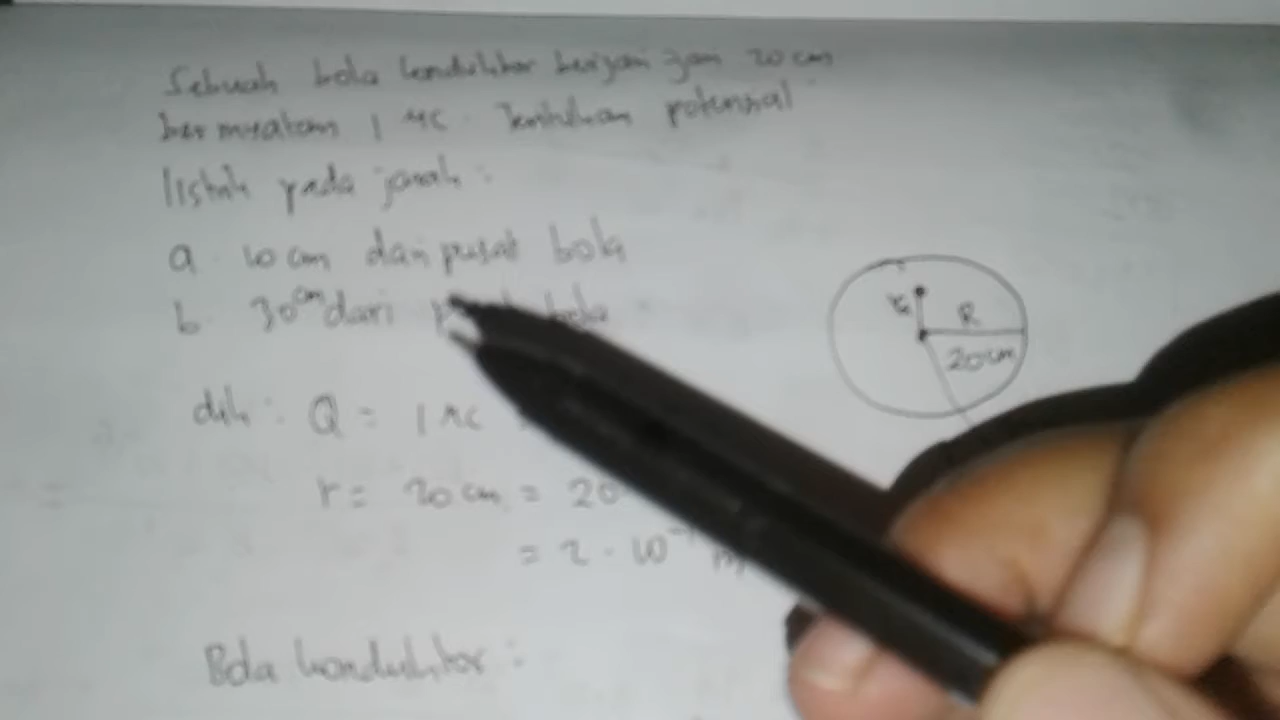 Sebuah bola konduktor berjari jari 20 cm
bermuatan 1 μC. Tentukan potensial
listrik pada jarak :
a. 10 cm dari pusat bola
b. 30 cm dari bola
dik : Q = 1 μC
r = 20 cm = 20
= 2 . 10
Bola konduktor :
r
R
20 cm